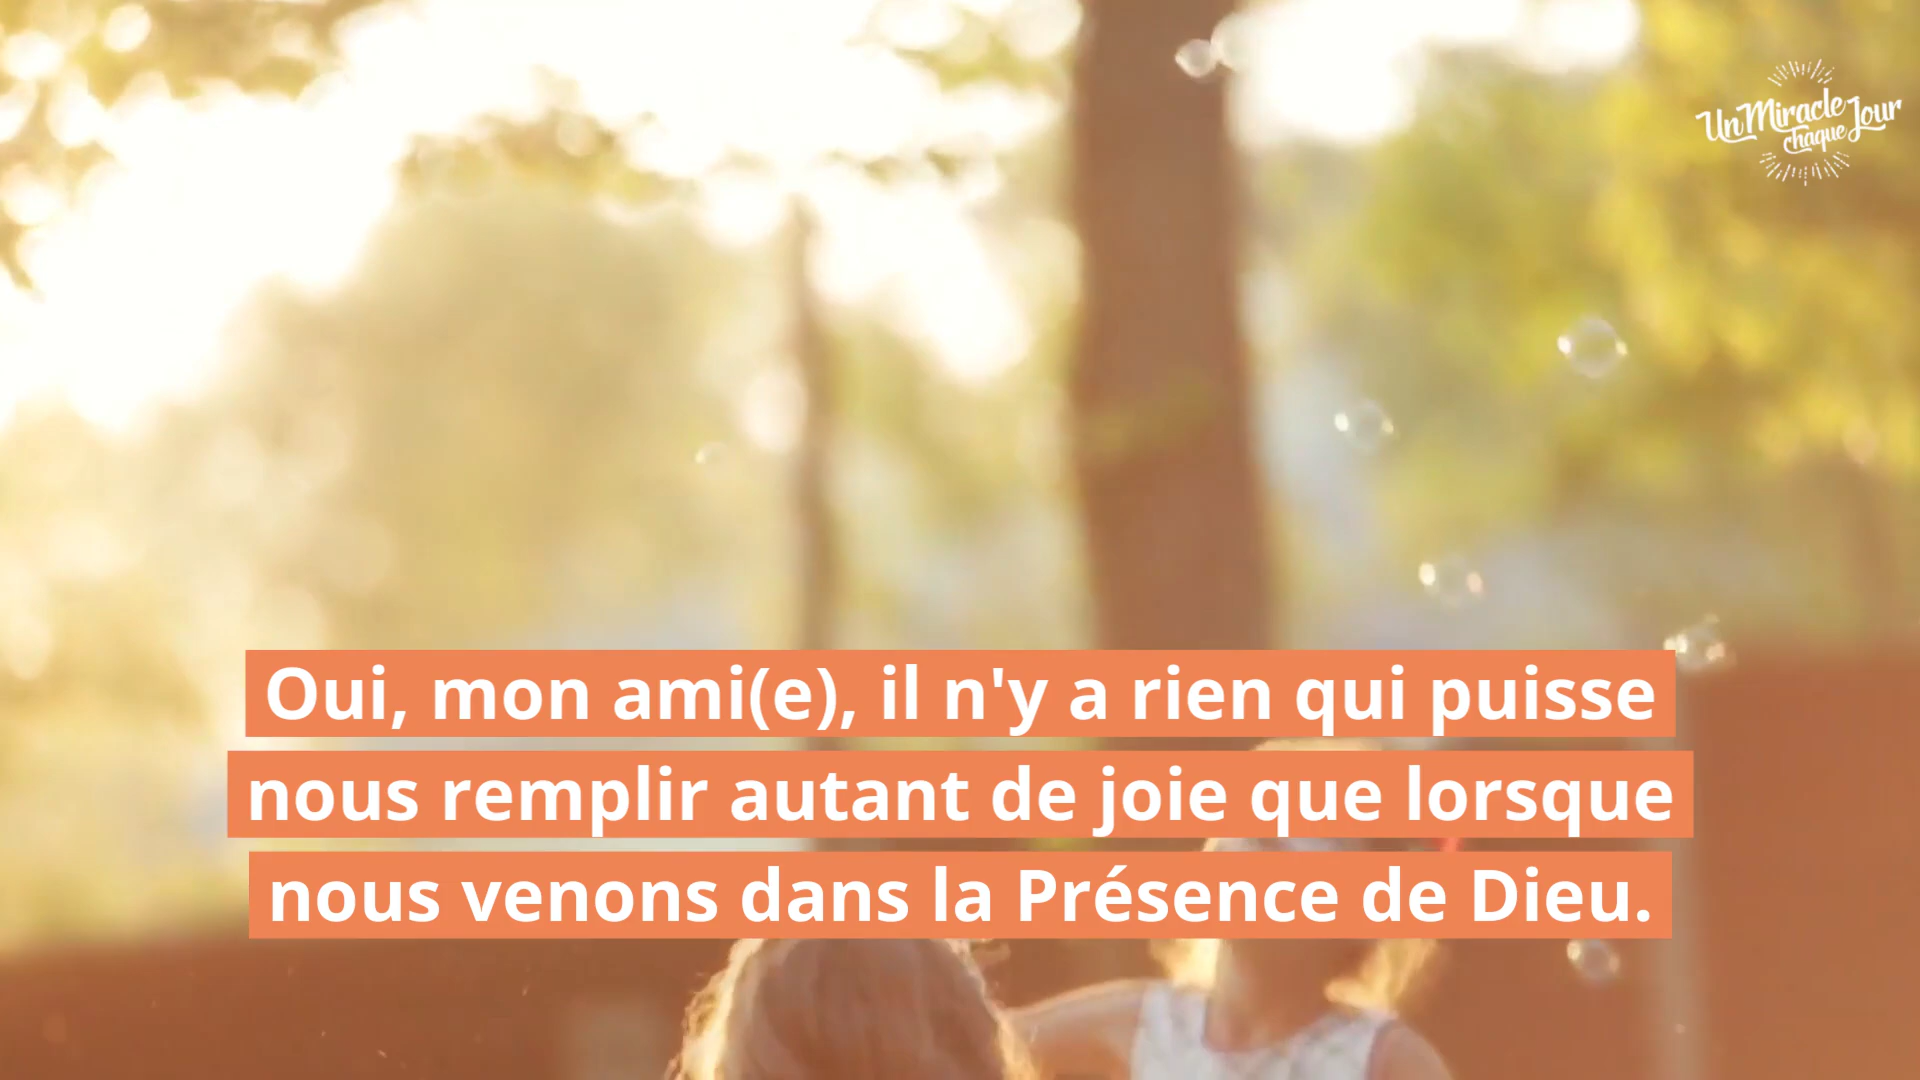 Un Miracle
chaque Jour
Oui, mon ami(e), il n'y a rien qui puisse
nous remplir autant de joie que lorsque
nous venons dans la Présence de Dieu.